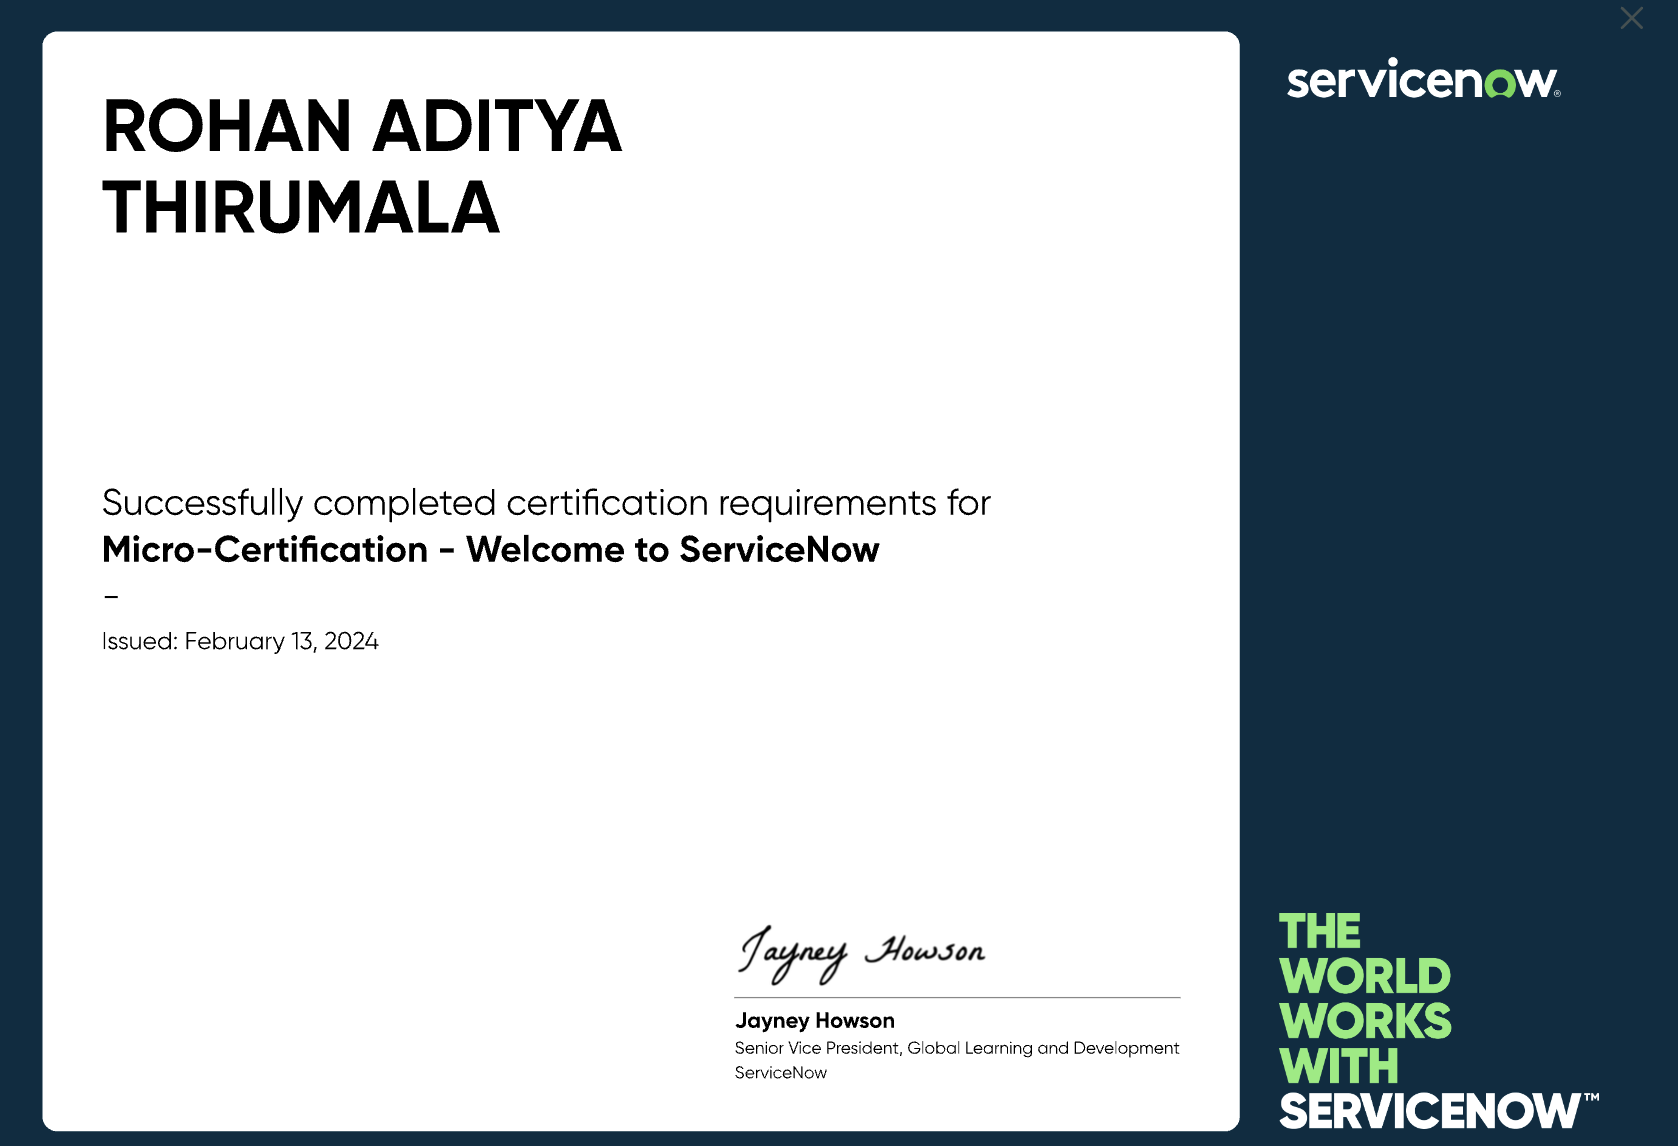 ROHAN ADITYA
THIRUMALA
Successfully completed certification requirements for
Micro-Certification - Welcome to ServiceNow
–
Issued: February 13, 2024
Jayney Howson
Jayney Howson
Senior Vice President, Global Learning and Development
ServiceNow
servicenow®
THE
WORLD
WORKS
WITH
SERVICENOW™